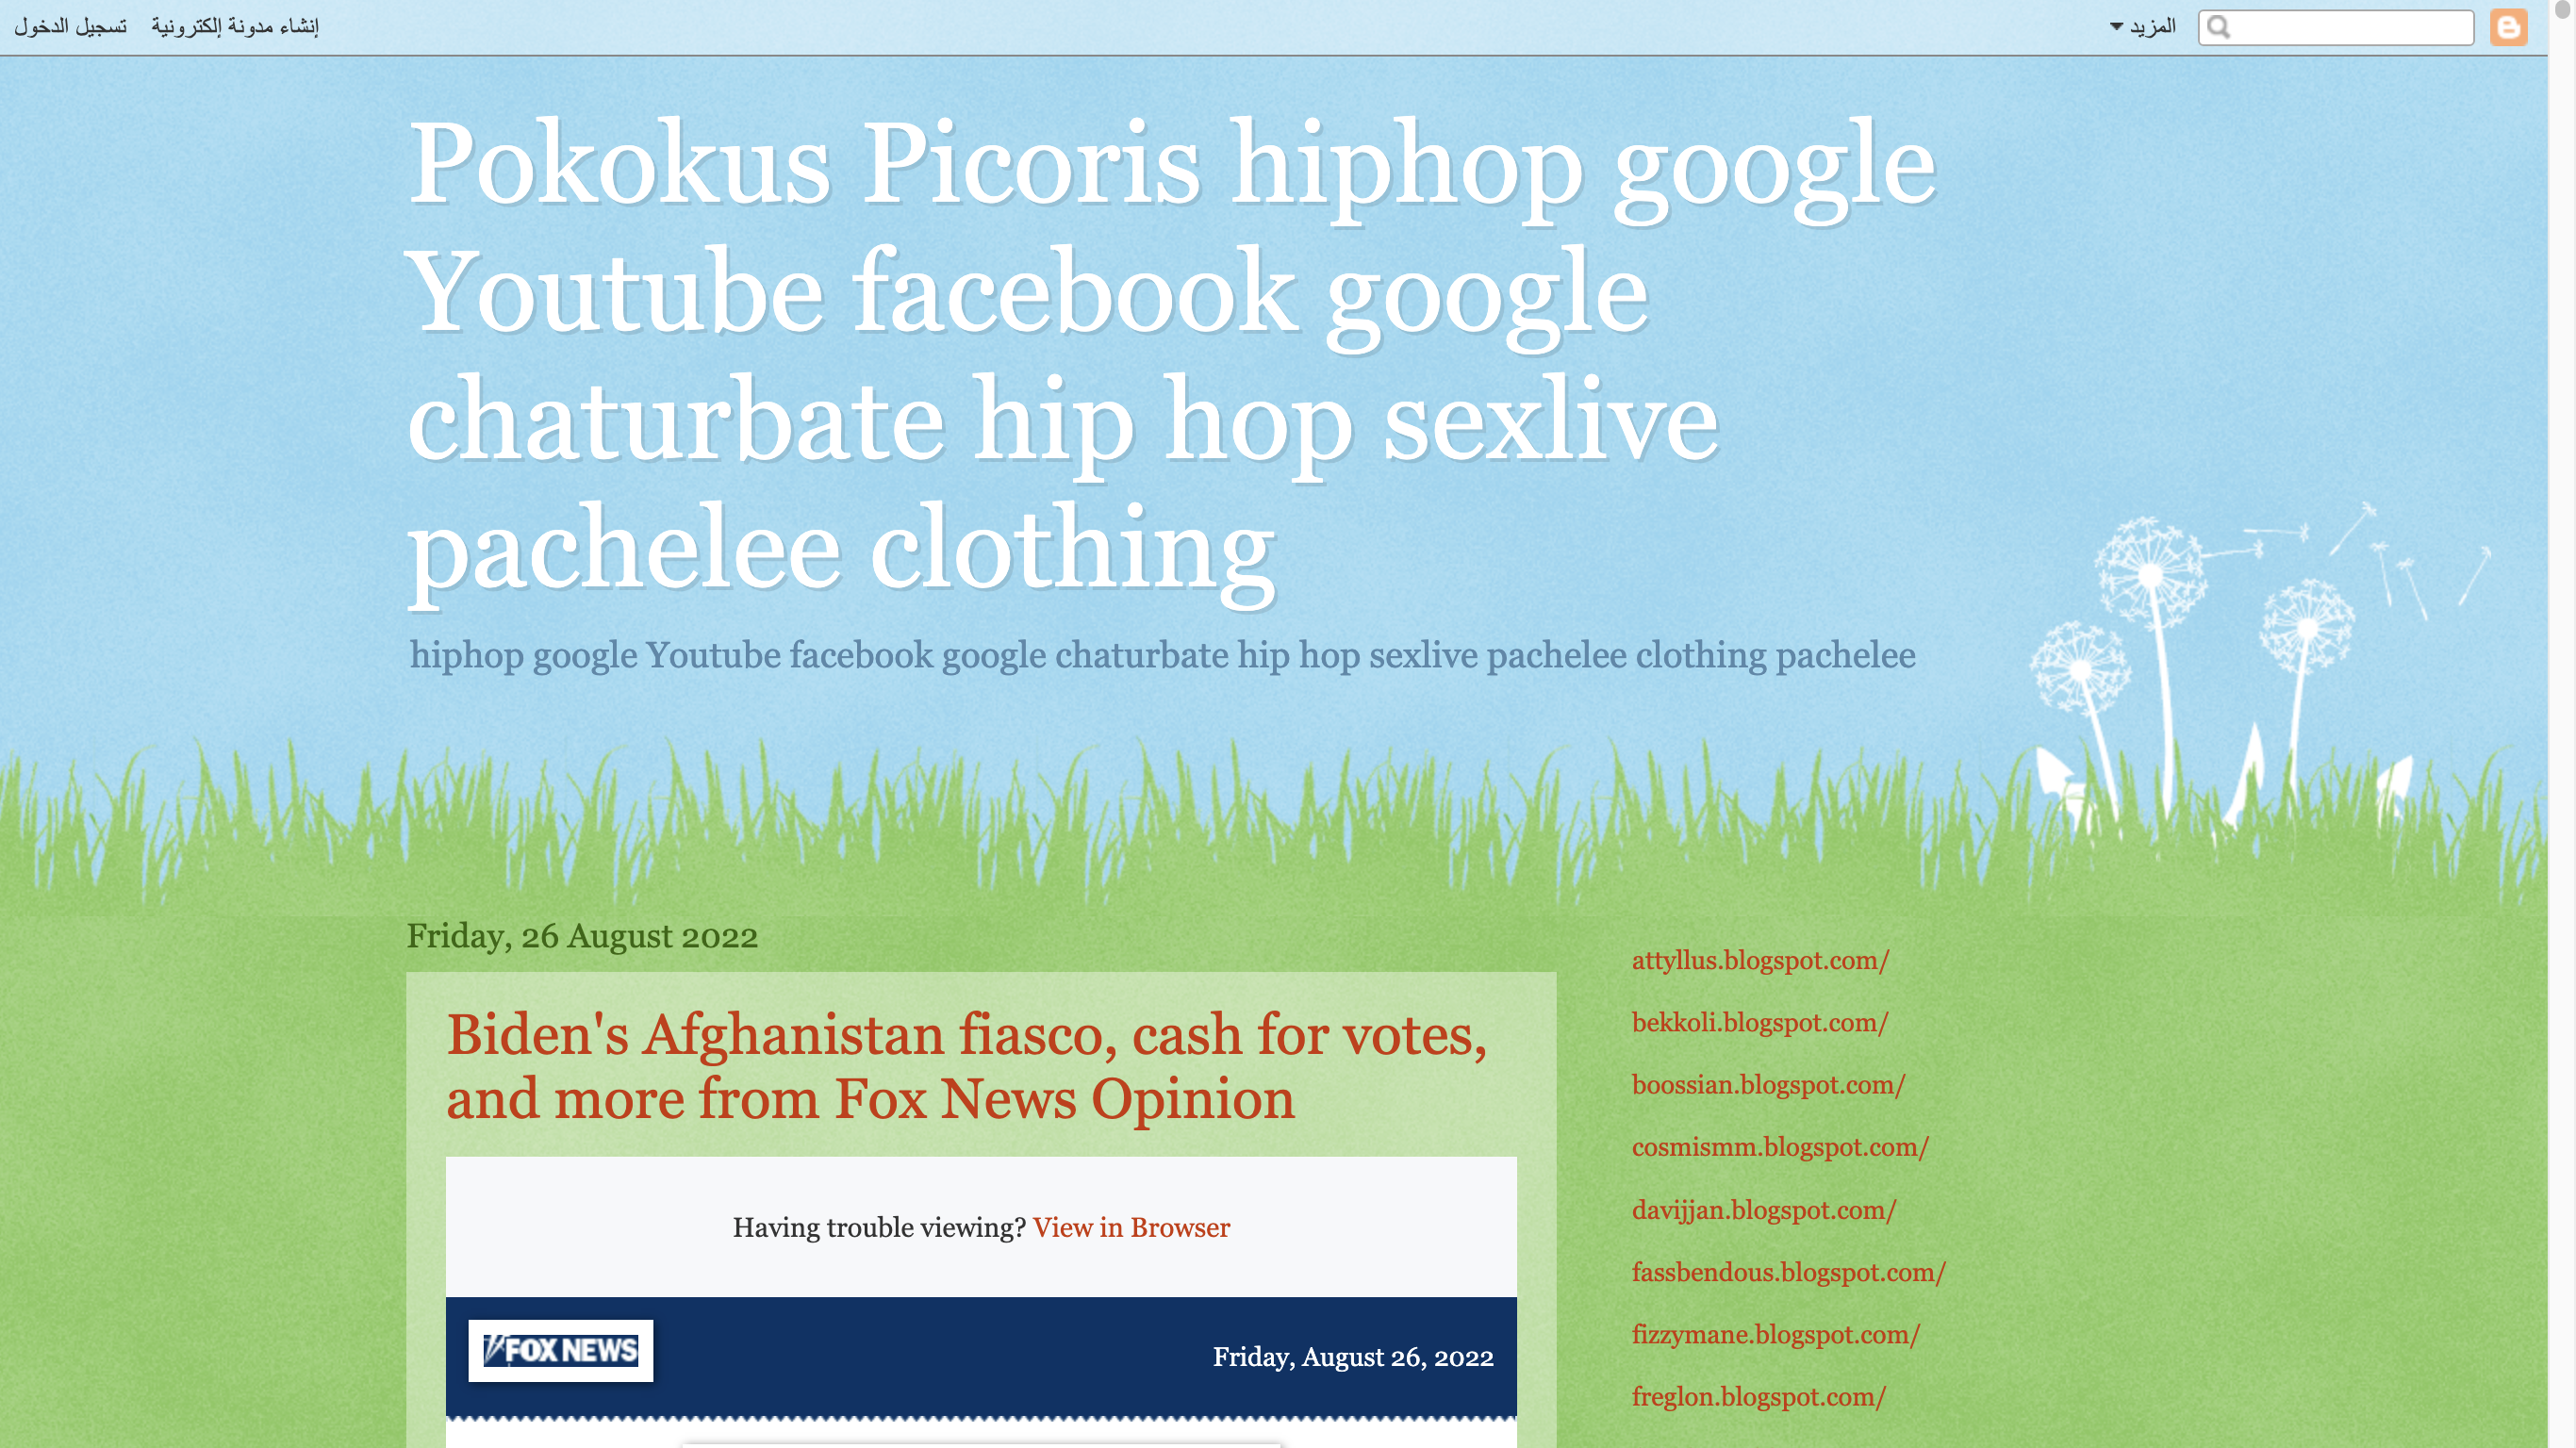 تسجيل الدخول
إنشاء مدونة إلكترونية
المزيد
Pokokus Picoris hiphop google
Youtube facebook google
chaturbate hip hop sexlive
pachelee clothing
hiphop google Youtube facebook google chaturbate hip hop sexlive pachelee clothing pachelee
Friday, 26 August 2022
Biden's Afghanistan fiasco, cash for votes,
and more from Fox News Opinion
Having trouble viewing? View in Browser
FOX NEWS
Friday, August 26, 2022
attyllus.blogspot.com/
bekkoli.blogspot.com/
boossian.blogspot.com/
cosmismm.blogspot.com/
davijjan.blogspot.com/
fassbendous.blogspot.com/
fizzymane.blogspot.com/
freglon.blogspot.com/